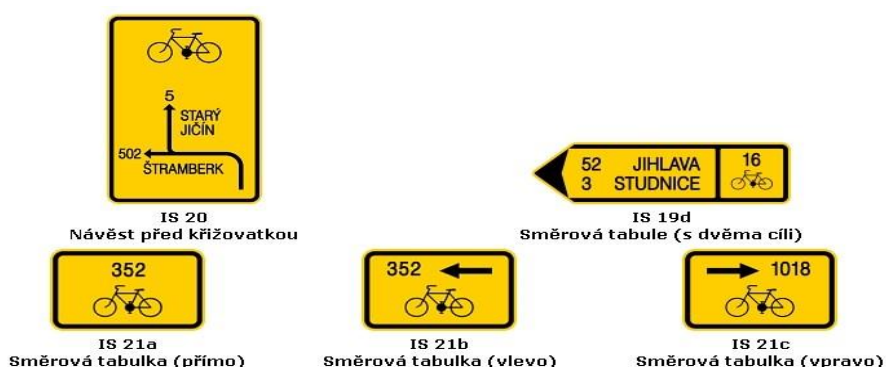 5
STARÝ
JIČÍN
502
ŠTRAMBERK
IS 20
Návěst před křižovatkou
52 JIHLAVA 16
3 STUDNICE
IS 19d
Směrová tabule (s dvěma cíli)
352
IS 21a
Směrová tabulka (přímo)
352
IS 21b
Směrová tabulka (vlevo)
1018
IS 21c
Směrová tabulka (vpravo)